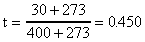 t = (30 + 273)/(400 + 273) = 0.450